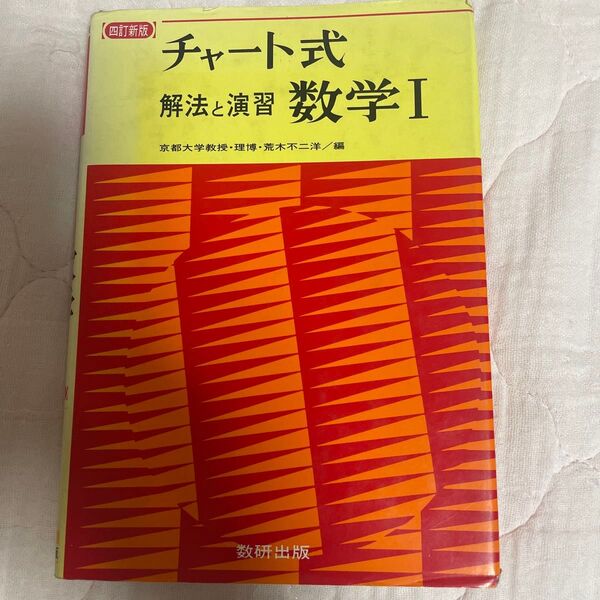 【四訂新版】
チャート式
解法と演習 数学I
京都大学教授・理博・荒木不二洋／編
数研出版